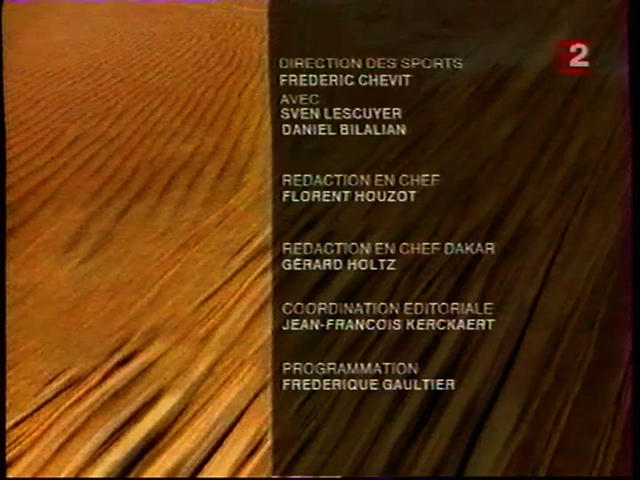 DIRECTION DES SPORTS
FREDERIC CHEVIT
AVEC
SVEN LESCUYER
DANIEL BILALIAN
REDACTION EN CHEF
FLORENT HOUZOT
REDACTION EN CHEF DAKAR
GÉRARD HOLTZ
COORDINATION EDITORIALE
JEAN-FRANCOIS KERCKAERT
PROGRAMMATION
FREDERIQUE GAULTIER
2